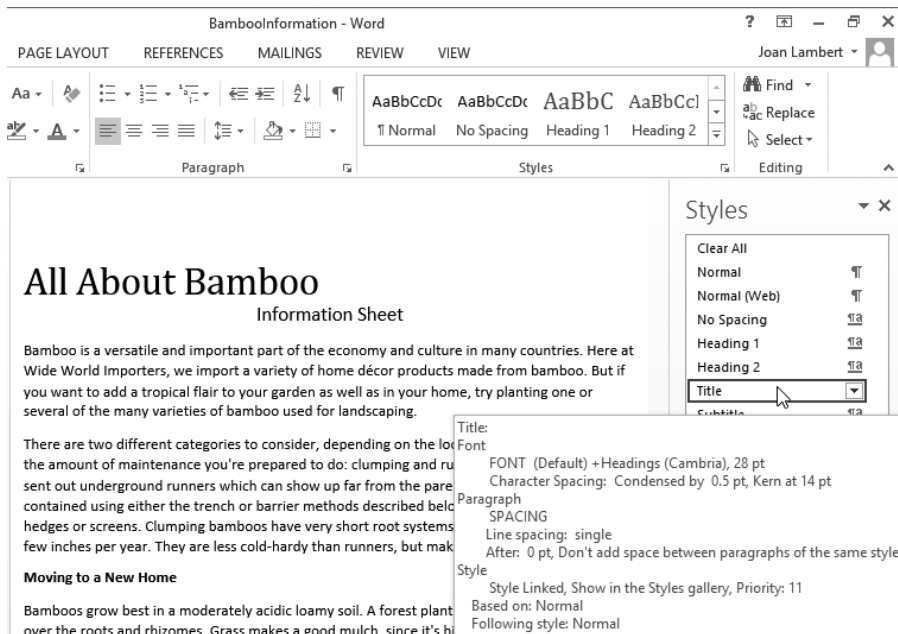 BambooInformation - Word
PAGE LAYOUT REFERENCES MAILINGS REVIEW VIEW
Joan Lambert
Aa
AaBbCcDc AaBbCcDc AaBbC AaBbCcI
¶ Normal No Spacing Heading 1 Heading 2
Find
Replace
Select
Paragraph Styles Editing
Styles
Clear All
Normal
Normal (Web)
No Spacing
Heading 1
Heading 2
Title
Subtitle
All About Bamboo
Information Sheet
Bamboo is a versatile and important part of the economy and culture in many countries. Here at
Wide World Importers, we import a variety of home décor products made from bamboo. But if
you want to add a tropical flair to your garden as well as in your home, try planting one or
several of the many varieties of bamboo used for landscaping.
There are two different categories to consider, depending on the
the amount of maintenance you're prepared to do: clumping and
sent out underground runners which can show up far from the
contained using either the trench or barrier methods described
hedges or screens. Clumping bamboos have very short root systems
few inches per year. They are less cold-hardy than runners, but
Moving to a New Home
Bamboos grow best in a moderately acidic loamy soil. A forest
over the roots and rhizomes. Grass makes a good mulch, since it's
Title:
Font
FONT (Default) +Headings (Cambria), 28 pt
Character Spacing: Condensed by 0.5 pt, Kern at 14 pt
Paragraph
SPACING
Line spacing: single
After: 0 pt, Don't add space between paragraphs of the same style
Style
Style Linked, Show in the Styles gallery, Priority: 11
Based on: Normal
Following style: Normal